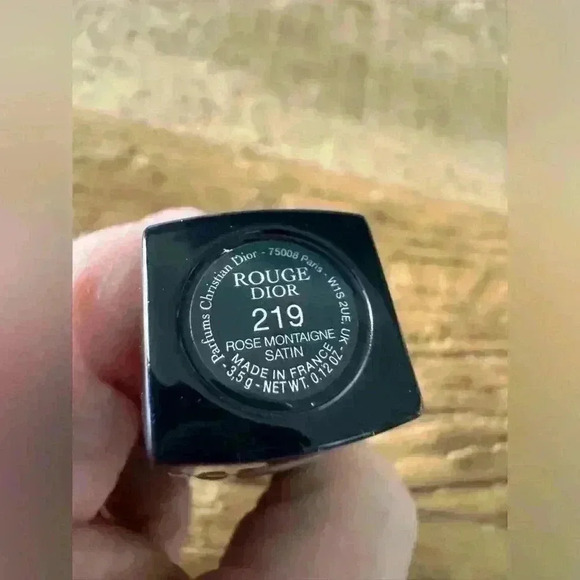 Parfums Christian Dior - 75008 Paris - W1S 2UE. UK -
ROUGE
DIOR
219
ROSE MONTAIGNE
SATIN
MADE IN FRANCE
3,5g - NET WT. 0.12 OZ -